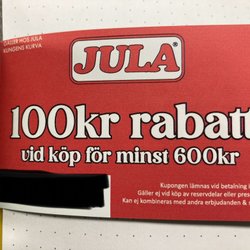 GÄLLER HOS JULA
KUNGENS KURVA
JULA®
100kr rabatt
vid köp för minst 600kr
Kupongen lämnas vid betalning i
Gäller ej vid köp av reservdelar eller pres
Kan ej kombineras med andra erbjudanden &